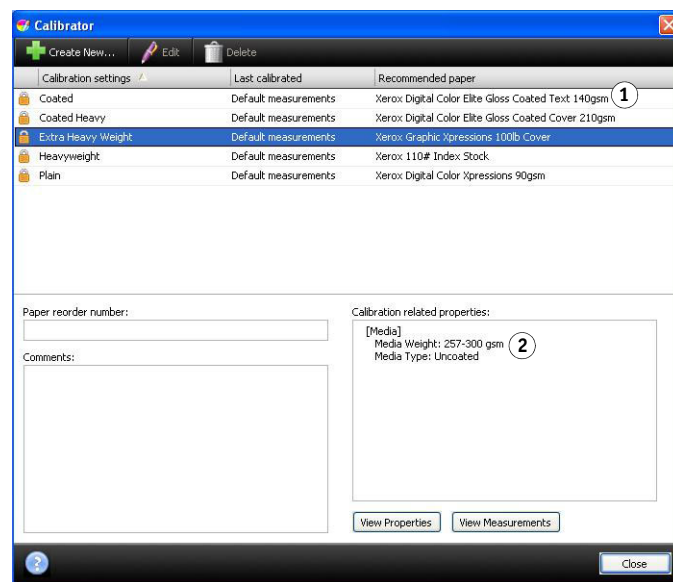 Calibrator
Create New... Edit Delete
Calibration settings Last calibrated Recommended paper
Coated Default measurements Xerox Digital Color Elite Gloss Coated Text 140gsm 1
Coated Heavy Default measurements Xerox Digital Color Elite Gloss Coated Cover 210gsm
Extra Heavy Weight Default measurements Xerox Graphic Xpressions 100lb Cover
Heavyweight Default measurements Xerox 110# Index Stock
Plain Default measurements Xerox Digital Color Xpressions 90gsm
Paper reorder number:
Comments:
Calibration related properties:
[Media]
Media Weight: 257-300 gsm 2
Media Type: Uncoated
View Properties View Measurements
? Close